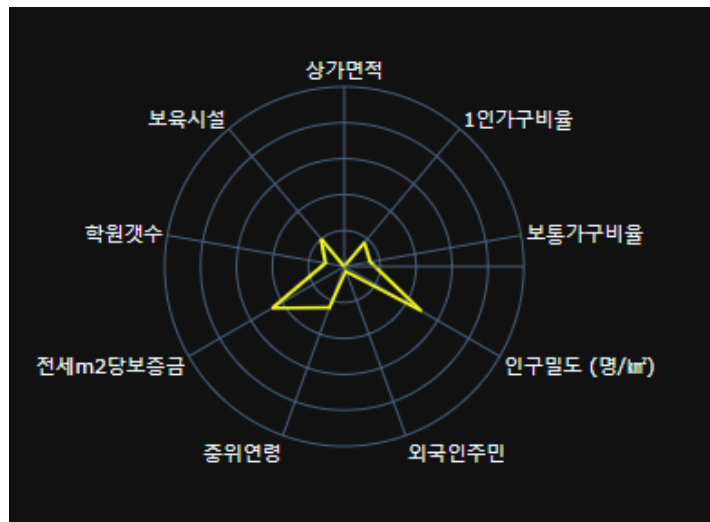 상가면적
보육시설
1인가구비율
학원갯수
보통가구비율
전세m2당보증금
인구밀도 (명/㎢)
중위연령
외국인주민